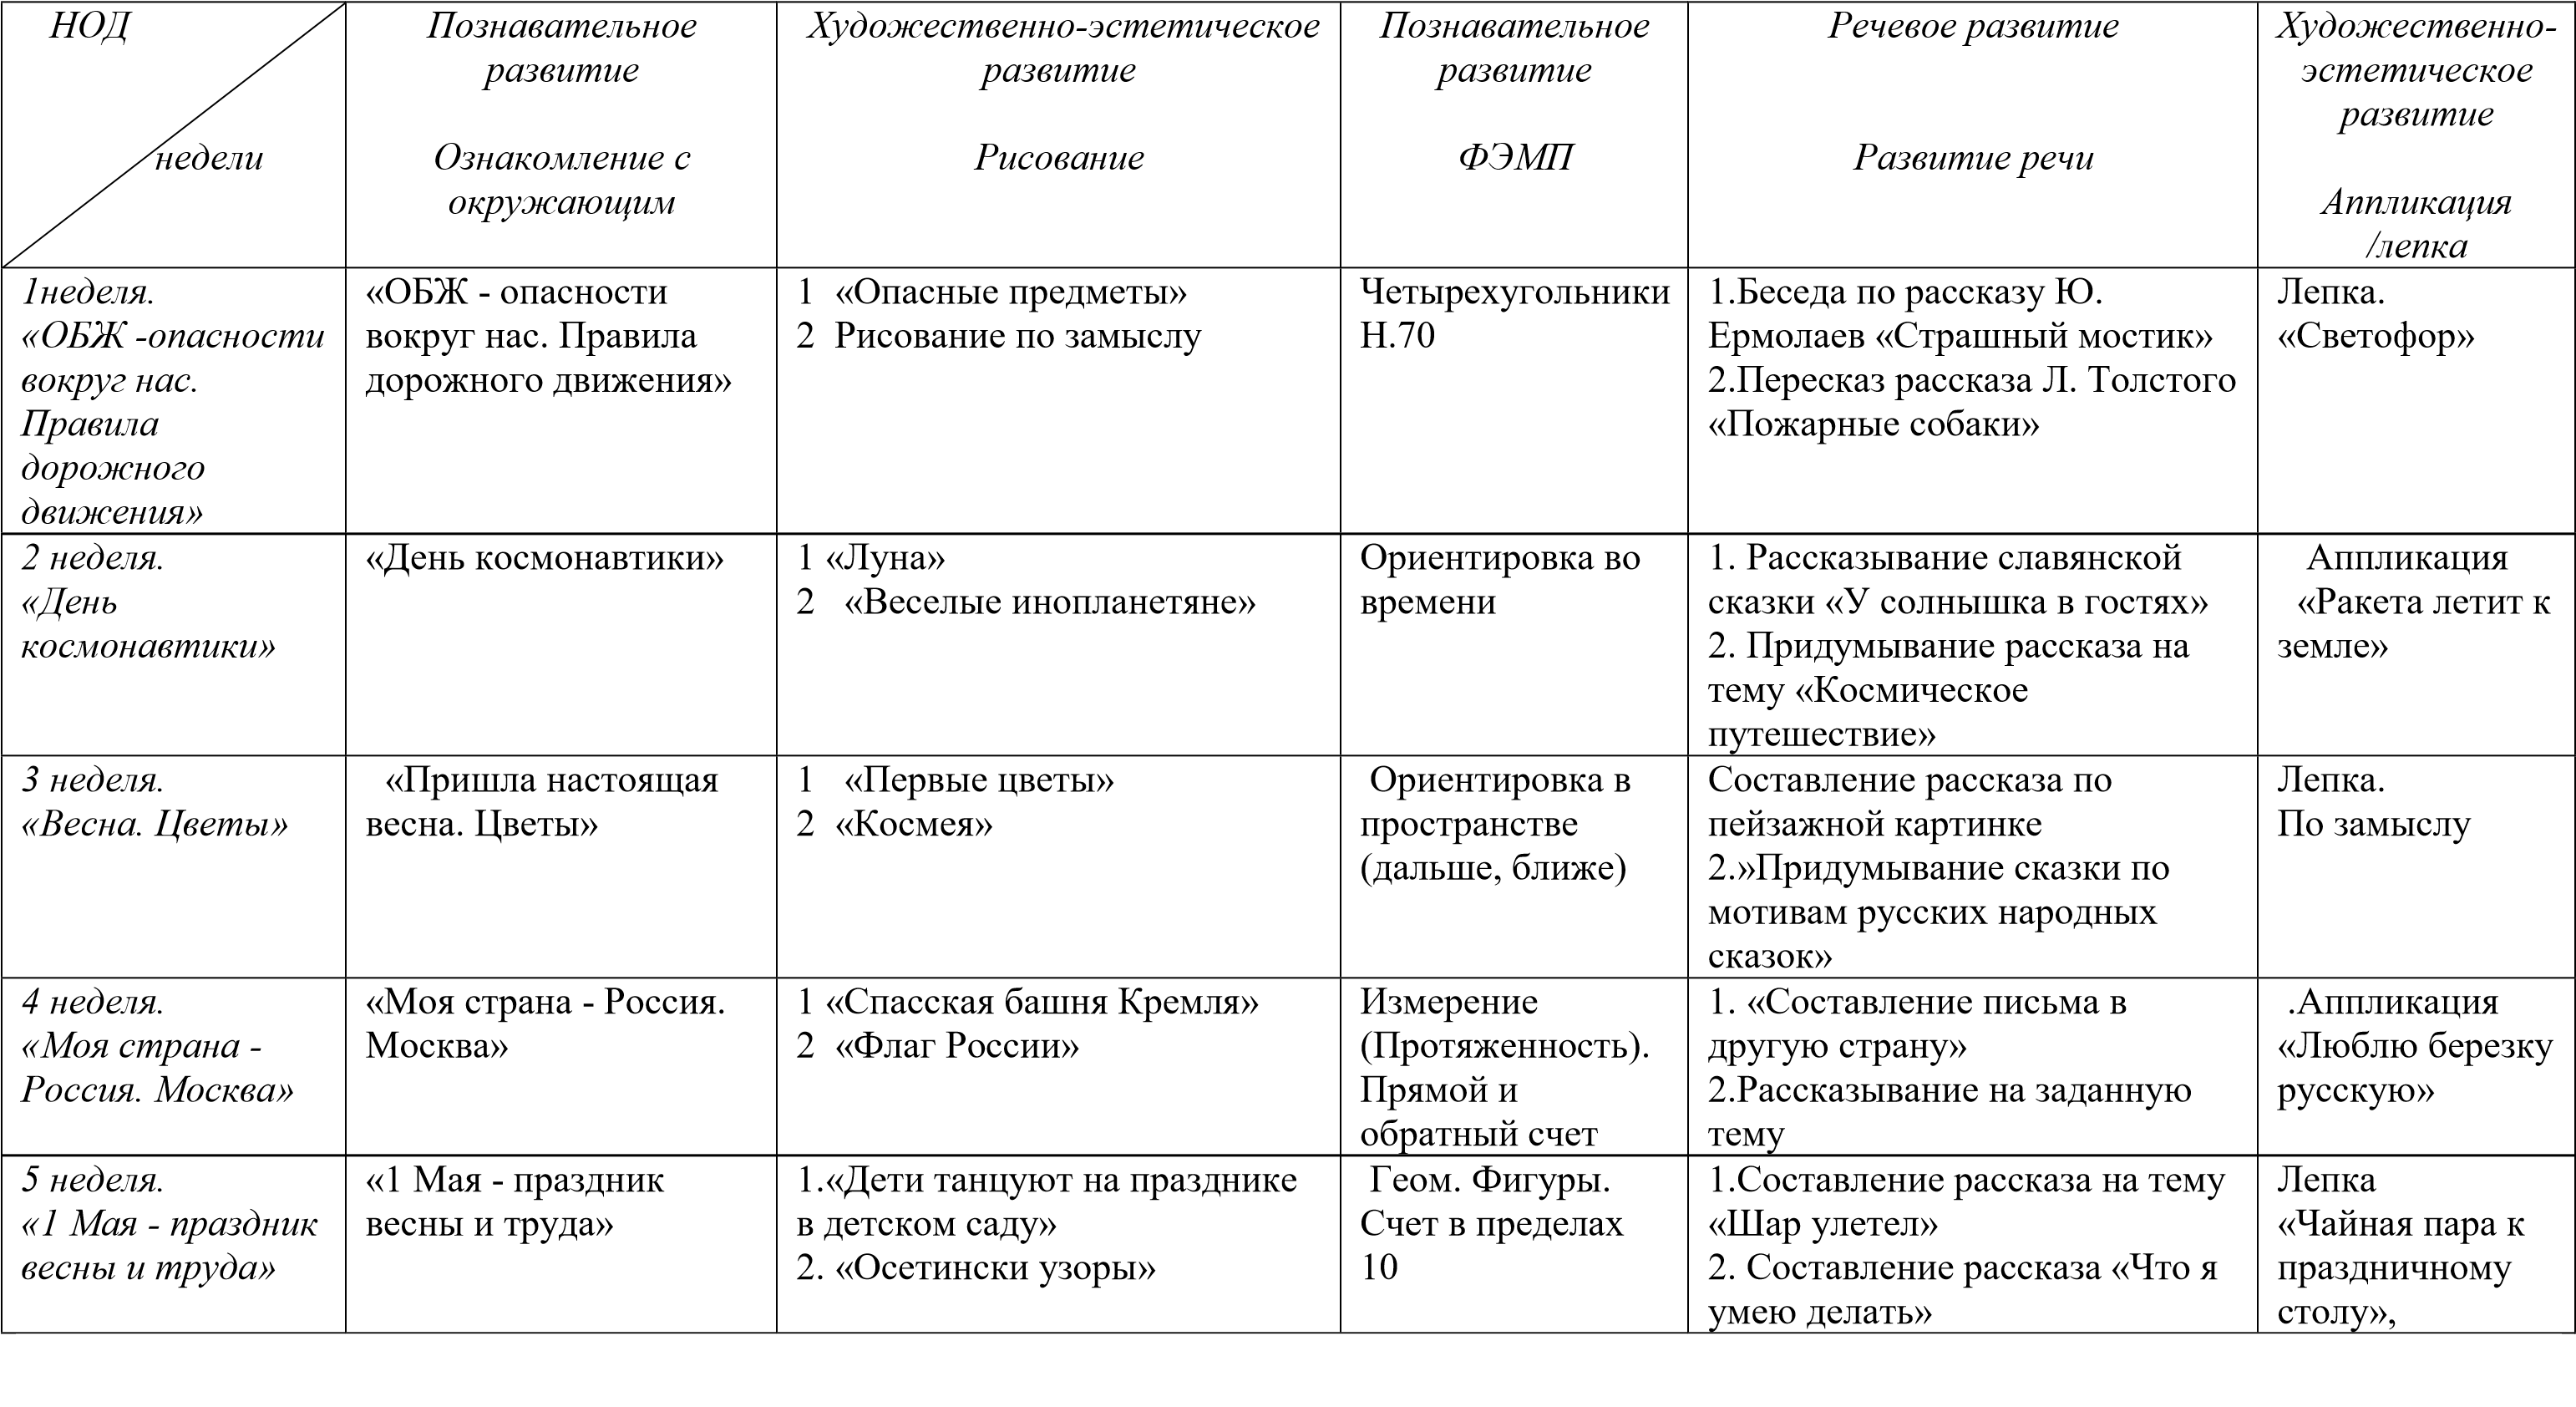 НОД
недели
Познавательное
развитие
Ознакомление с
окружающим
Художественно-эстетическое
развитие
Рисование
Познавательное
развитие
ФЭМП
Речевое развитие
Развитие речи
Художественно-
эстетическое
развитие
Аппликация
/лепка
1неделя.
«ОБЖ -опасности
вокруг нас.
Правила
дорожного
движения»
«ОБЖ - опасности
вокруг нас. Правила
дорожного движения»
1 «Опасные предметы»
2 Рисование по замыслу
Четырехугольники
Н.70
1.Беседа по рассказу Ю.
Ермолаев «Страшный мостик»
2.Пересказ рассказа Л. Толстого
«Пожарные собаки»
Лепка.
«Светофор»
2 неделя.
«День
космонавтики»
«День космонавтики»
1 «Луна»
2 «Веселые инопланетяне»
Ориентировка во
времени
1. Рассказывание славянской
сказки «У солнышка в гостях»
2. Придумывание рассказа на
тему «Космическое
путешествие»
Аппликация
«Ракета летит к
земле»
3 неделя.
«Весна. Цветы»
«Пришла настоящая
весна. Цветы»
1 «Первые цветы»
2 «Космея»
Ориентировка в
пространстве
(дальше, ближе)
Составление рассказа по
пейзажной картинке
2.»Придумывание сказки по
мотивам русских народных
сказок»
Лепка.
По замыслу
4 неделя.
«Моя страна -
Россия. Москва»
«Моя страна - Россия.
Москва»
1 «Спасская башня Кремля»
2 «Флаг России»
Измерение
(Протяженность).
Прямой и
обратный счет
1. «Составление письма в
другую страну»
2.Рассказывание на заданную
тему
.Аппликация
«Люблю березку
русскую»
5 неделя.
«1 Мая - праздник
весны и труда»
«1 Мая - праздник
весны и труда»
1.«Дети танцуют на празднике
в детском саду»
2. «Осетински узоры»
Геом. Фигуры.
Счет в пределах
10
1.Составление рассказа на тему
«Шар улетел»
2. Составление рассказа «Что я
умею делать»
Лепка
«Чайная пара к
праздничному
столу»,